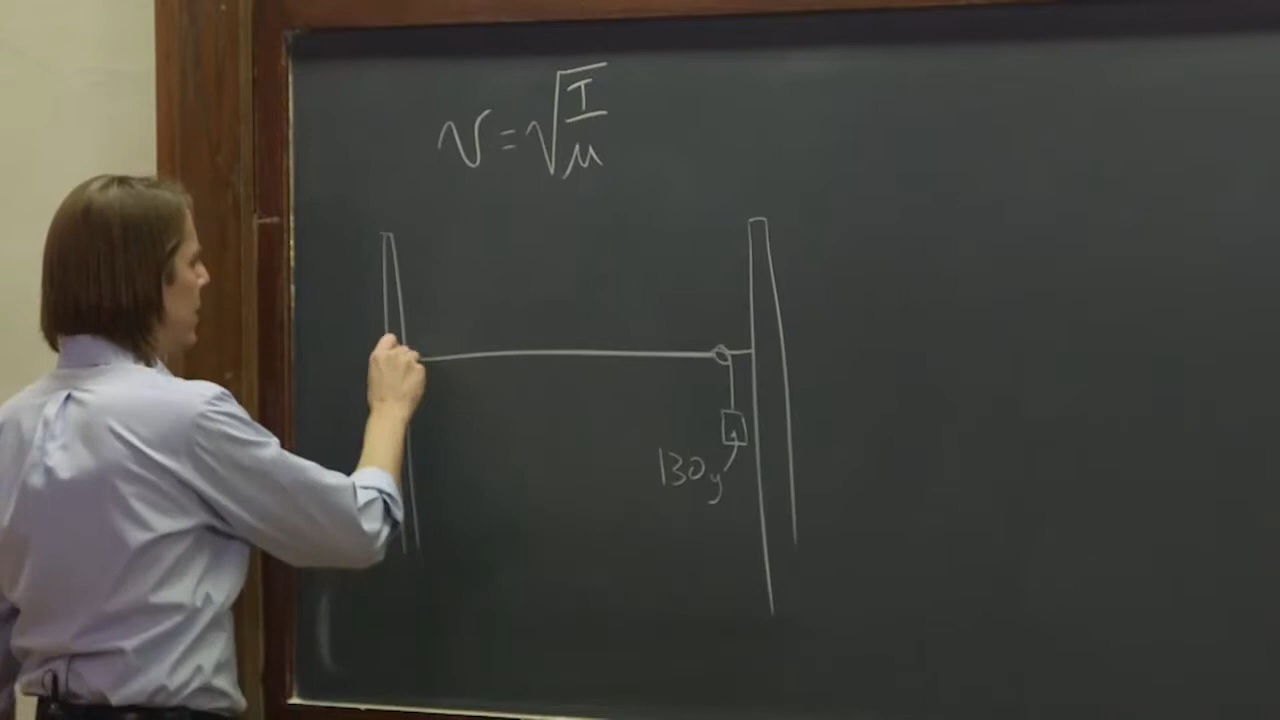 v = √(T/μ)
130g